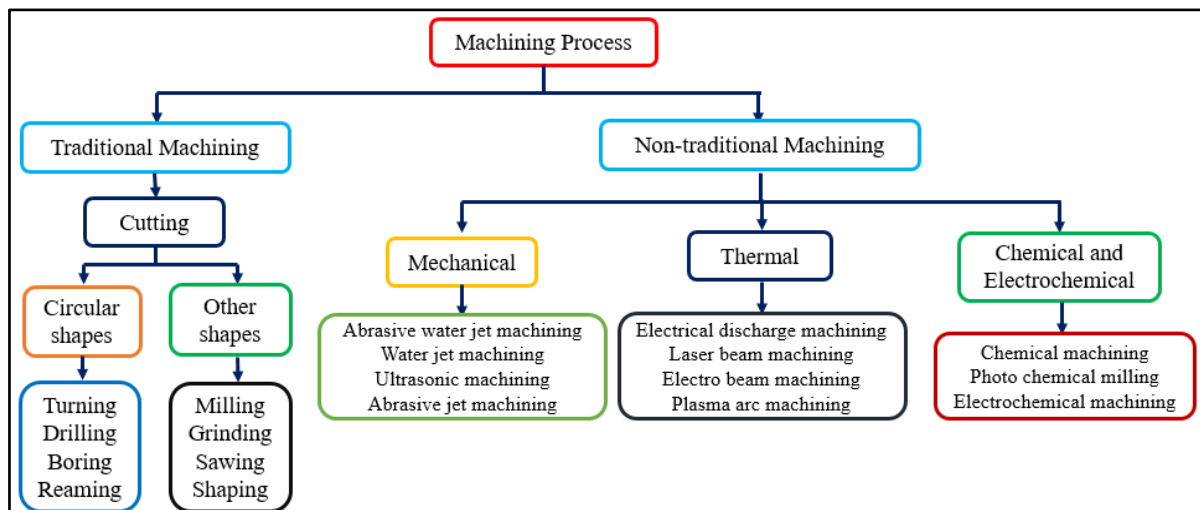 Machining Process
Traditional Machining
Non-traditional Machining
Cutting
Mechanical
Thermal
Chemical and
Electrochemical
Circular
shapes
Other
shapes
Abrasive water jet machining
Water jet machining
Ultrasonic machining
Abrasive jet machining
Electrical discharge machining
Laser beam machining
Electro beam machining
Plasma arc machining
Chemical machining
Photo chemical milling
Electrochemical machining
Turning
Drilling
Boring
Reaming
Milling
Grinding
Sawing
Shaping